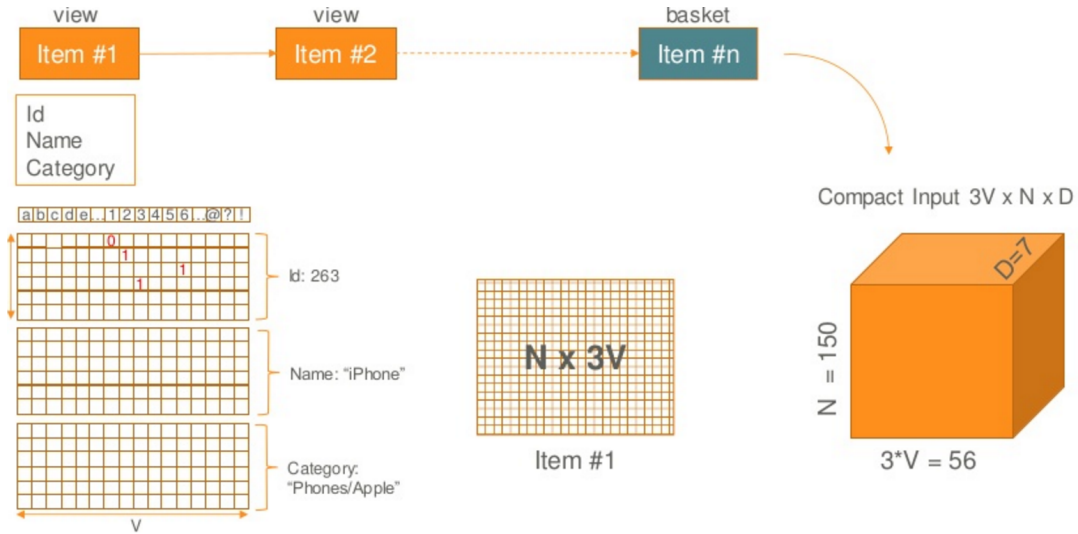 view
view
basket
Item #1
Item #2
Item #n
Id
Name
Category
Compact Input 3V x N x D
a b c d e ... 1 2 3 4 5 6 ... @ ? !
0
1
1
1
Id: 263
Name: “iPhone”
Category:
“Phones/Apple”
V
N x 3V
Item #1
D=7
N = 150
3*V = 56